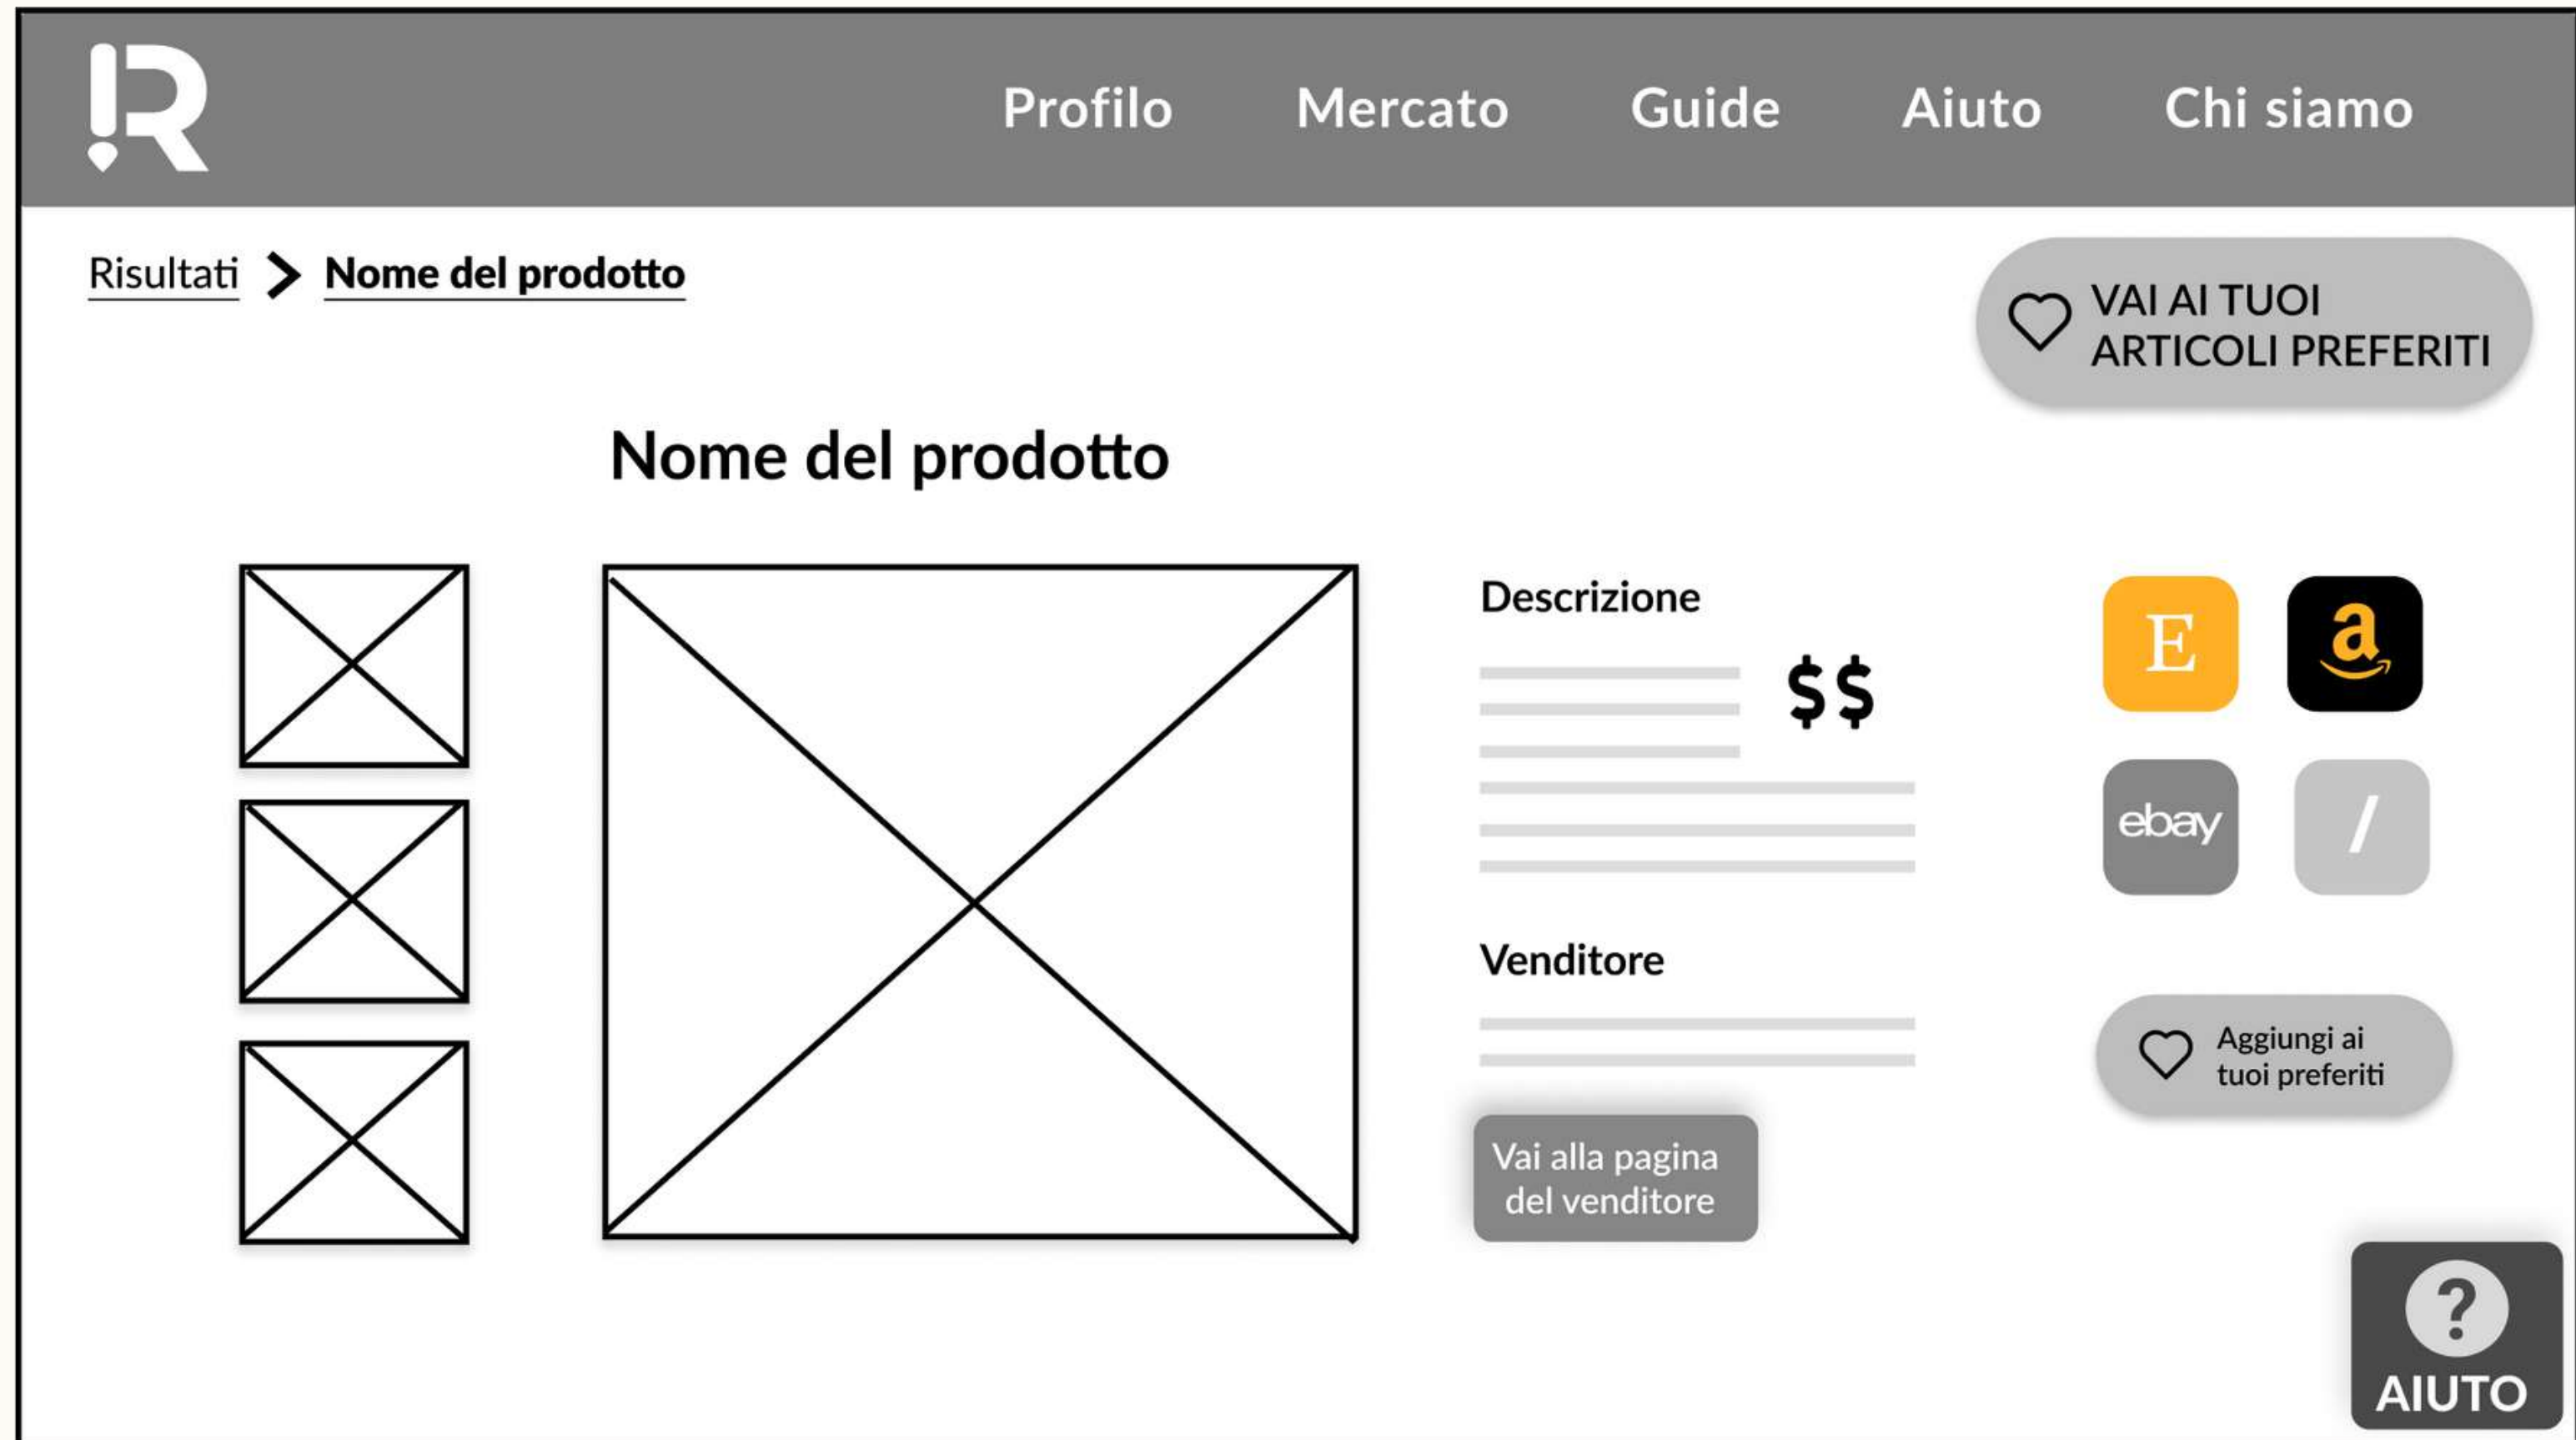 R
Profilo Mercato Guide Aiuto Chi siamo
Risultati > Nome del prodotto
VAI AI TUOI
ARTICOLI PREFERITI
Nome del prodotto
Descrizione
$$
E
a
ebay
/
Venditore
Aggiungi ai
tuoi preferiti
Vai alla pagina
del venditore
?
AIUTO